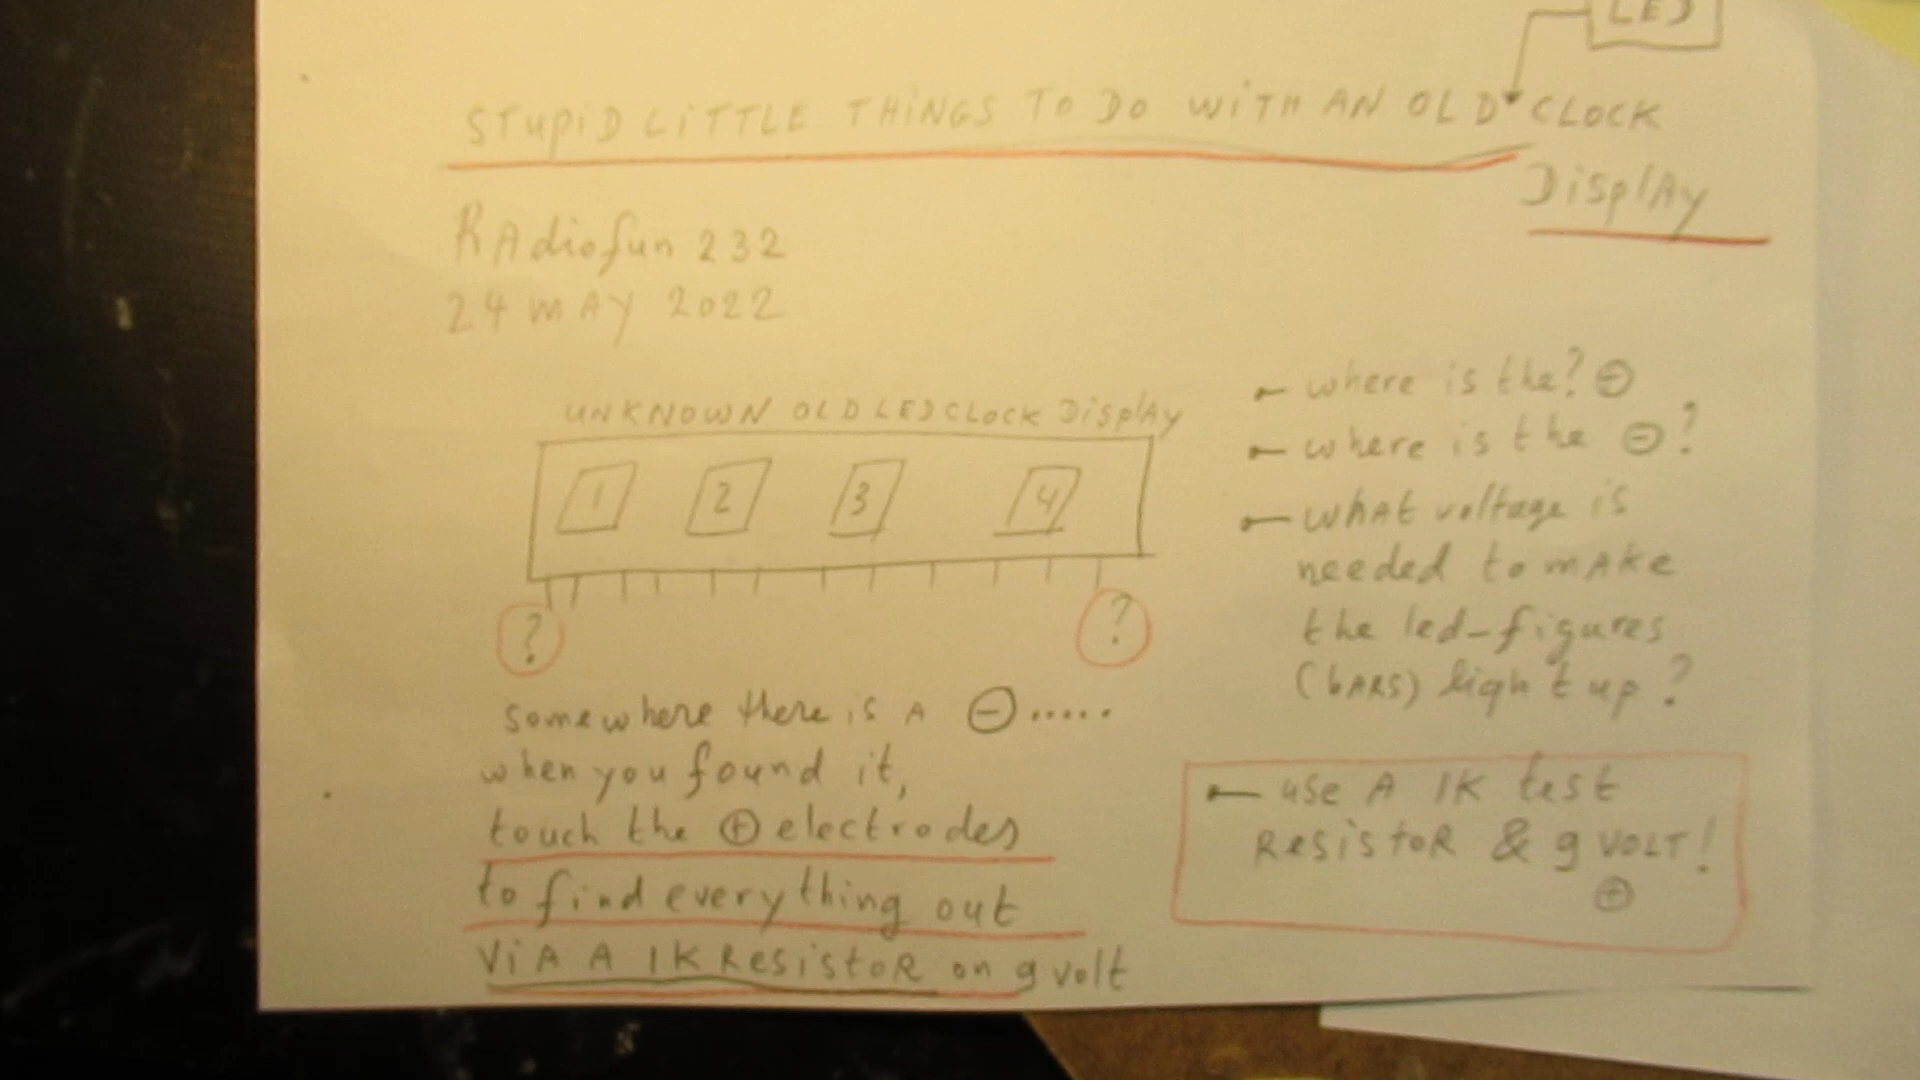 LED
STUPID LITTLE THINGS TO DO WITH AN OLD CLOCK
DISPLAY
RAdiofun 232
24 MAY 2022
UNKNOWN OLD LED CLOCK DISPLAY
1 2 3 4
? ?
somewhere there is A ⊖.....
when you found it,
touch the ⊕ electrodes
to find everything out
ViA A 1K ResistoR on 9 volt
- where is the? ⊖
- where is the ⊖?
- what voltage is
needed to make
the led-figures
(bARS) light up?
- use A 1K test
ResistoR & 9 VOLT!
⊕